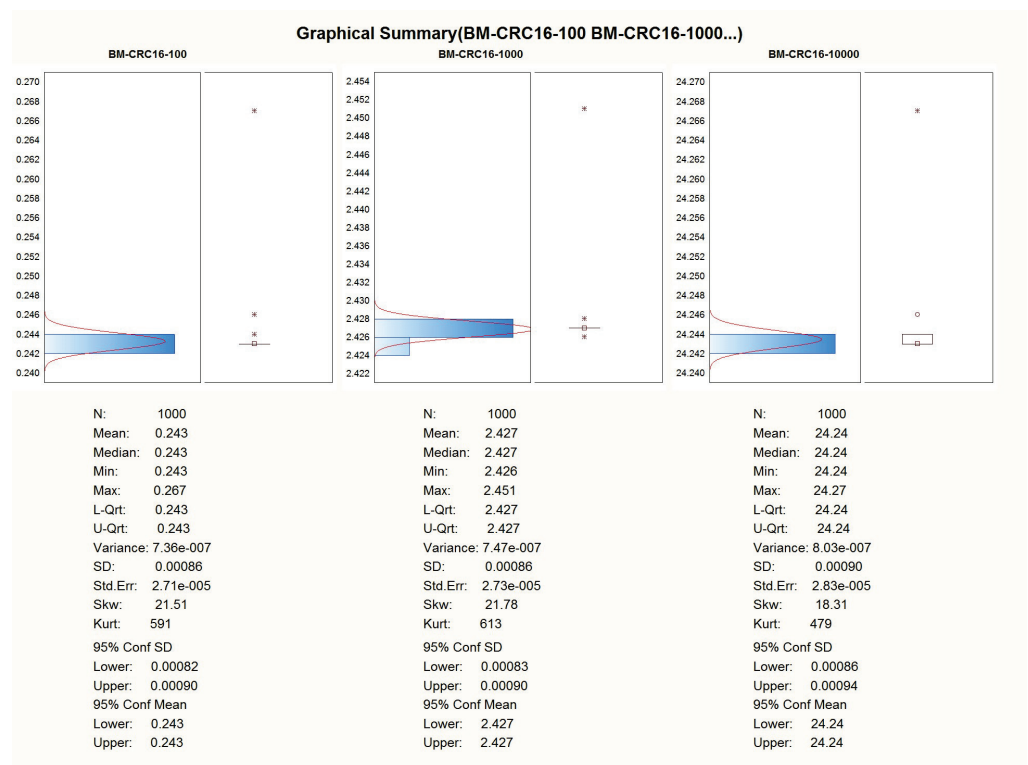 Graphical Summary(BM-CRC16-100 BM-CRC16-1000...)
BM-CRC16-100
0.270
0.268
0.266
0.264
0.262
0.260
0.258
0.256
0.254
0.252
0.250
0.248
0.246
0.244
0.242
0.240
N: 1000
Mean: 0.243
Median: 0.243
Min: 0.243
Max: 0.267
L-Qrt: 0.243
U-Qrt: 0.243
Variance: 7.36e-007
SD: 0.00086
Std.Err: 2.71e-005
Skw: 21.51
Kurt: 591
95% Conf SD
Lower: 0.00082
Upper: 0.00090
95% Conf Mean
Lower: 0.243
Upper: 0.243
BM-CRC16-1000
2.454
2.452
2.450
2.448
2.446
2.444
2.442
2.440
2.438
2.436
2.434
2.432
2.430
2.428
2.426
2.424
2.422
N: 1000
Mean: 2.427
Median: 2.427
Min: 2.426
Max: 2.451
L-Qrt: 2.427
U-Qrt: 2.427
Variance: 7.47e-007
SD: 0.00086
Std.Err: 2.73e-005
Skw: 21.78
Kurt: 613
95% Conf SD
Lower: 0.00083
Upper: 0.00090
95% Conf Mean
Lower: 2.427
Upper: 2.427
BM-CRC16-10000
24.270
24.268
24.266
24.264
24.262
24.260
24.258
24.256
24.254
24.252
24.250
24.248
24.246
24.244
24.242
24.240
N: 1000
Mean: 24.24
Median: 24.24
Min: 24.24
Max: 24.27
L-Qrt: 24.24
U-Qrt: 24.24
Variance: 8.03e-007
SD: 0.00090
Std.Err: 2.83e-005
Skw: 18.31
Kurt: 479
95% Conf SD
Lower: 0.00086
Upper: 0.00094
95% Conf Mean
Lower: 24.24
Upper: 24.24